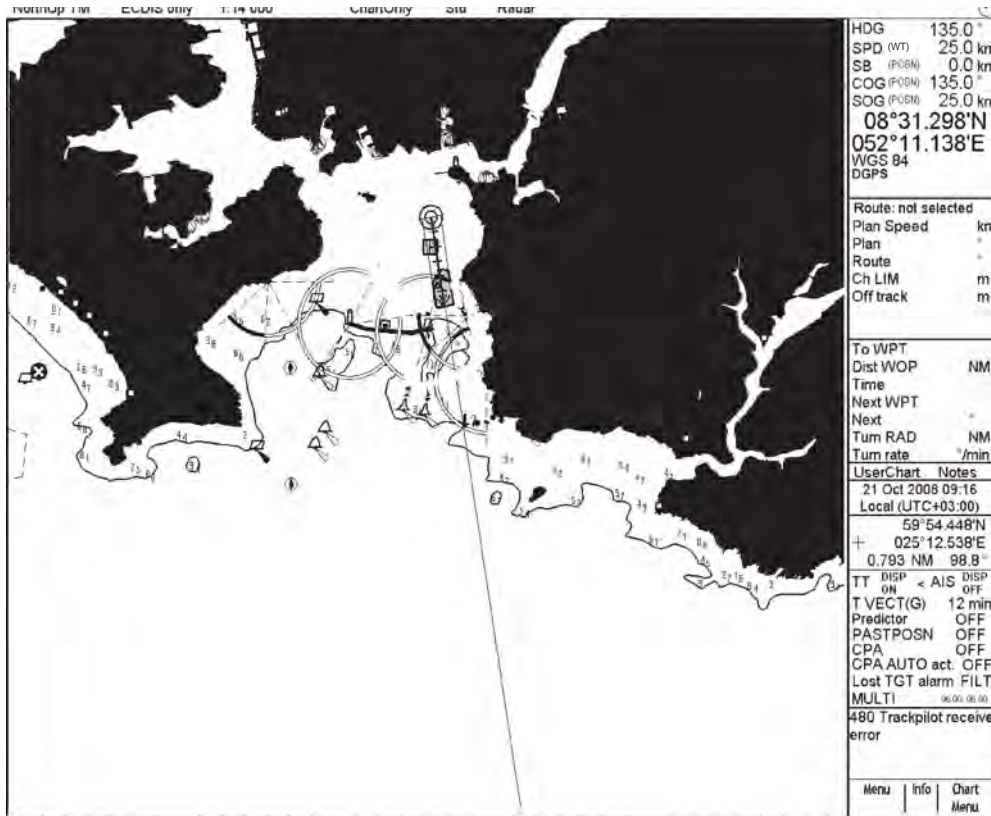 NorthUp TM ECDIS only 1:14 000 ChartOnly Std Radar
HDG 135.0 °
SPD (WT) 25.0 kn
SB (POSN) 0.0 kn
COG (POSN) 135.0 °
SOG (POSN) 25.0 kn
08°31.298'N
052°11.138'E
WGS 84
DGPS
Route: not selected
Plan Speed kn
Plan °
Route °
Ch LIM m
Off track m
To WPT
Dist WOP NM
Time
Next WPT
Next °
Turn RAD NM
Turn rate °/min
UserChart Notes
21 Oct 2008 09:16
Local (UTC+03:00)
59°54.448'N
025°12.538'E
0.793 NM 98.8°
TT DISP ON < AIS DISP OFF
T VECT(G) 12 min
Predictor OFF
PASTPOSN OFF
CPA OFF
CPA AUTO act. OFF
Lost TGT alarm FILT
MULTI
480 Trackpilot receive
error
Menu Info Chart
Menu